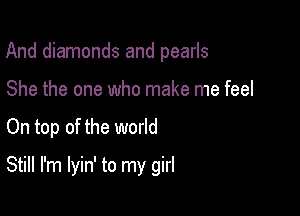 And diamonds and pearls
She the one who make me feel
On top of the world
Still I'm lyin' to my girl